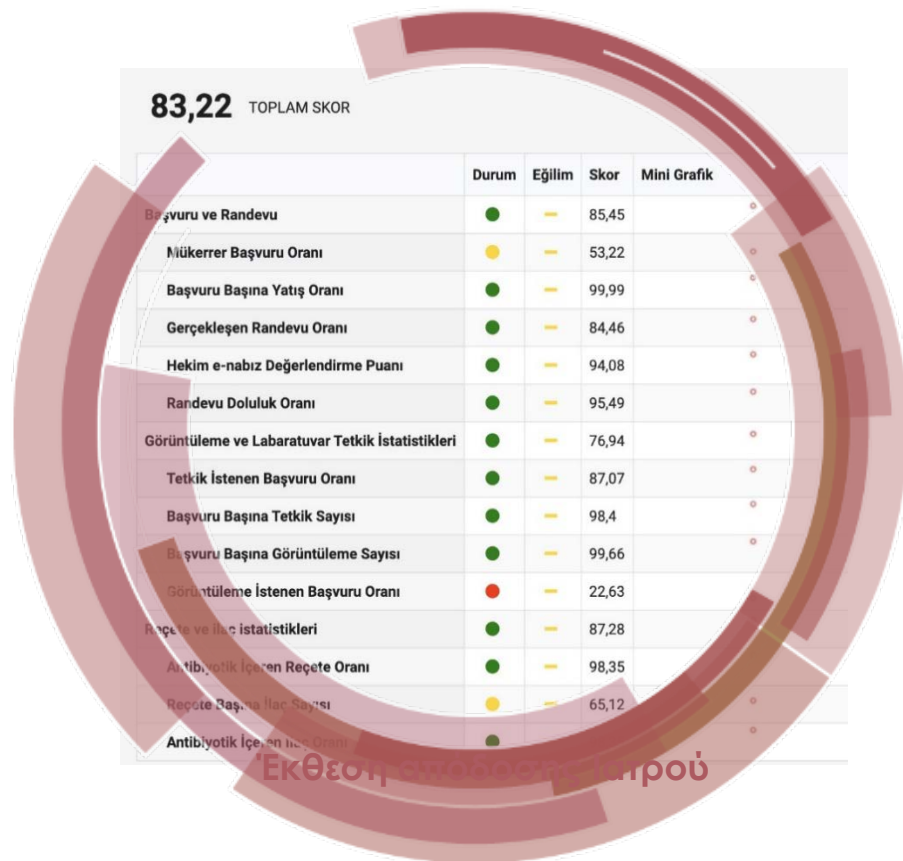 83,22 TOPLAM SKOR
Durum Eğilim Skor Mini Grafik
Başvuru ve Randevu 85,45
Mükerrer Başvuru Oranı 53,22
Başvuru Başına Yatış Oranı 99,99
Gerçekleşen Randevu Oranı 84,46
Hekim e-nabız Değerlendirme Puanı 94,08
Randevu Doluluk Oranı 95,49
Görüntüleme ve Labaratuvar Tetkik İstatistikleri 76,94
Tetkik İstenen Başvuru Oranı 87,07
Başvuru Başına Tetkik Sayısı 98,4
Başvuru Başına Görüntüleme Sayısı 99,66
Görüntüleme İstenen Başvuru Oranı 22,63
Reçete ve ilaç istatistikleri 87,28
Antibiyotik İçeren Reçete Oranı 98,35
Reçete Başına İlaç Sayısı 65,12
Antibiyotik İçeren İlaç Oranı
Έκθεση απόδοσης Ιατρού